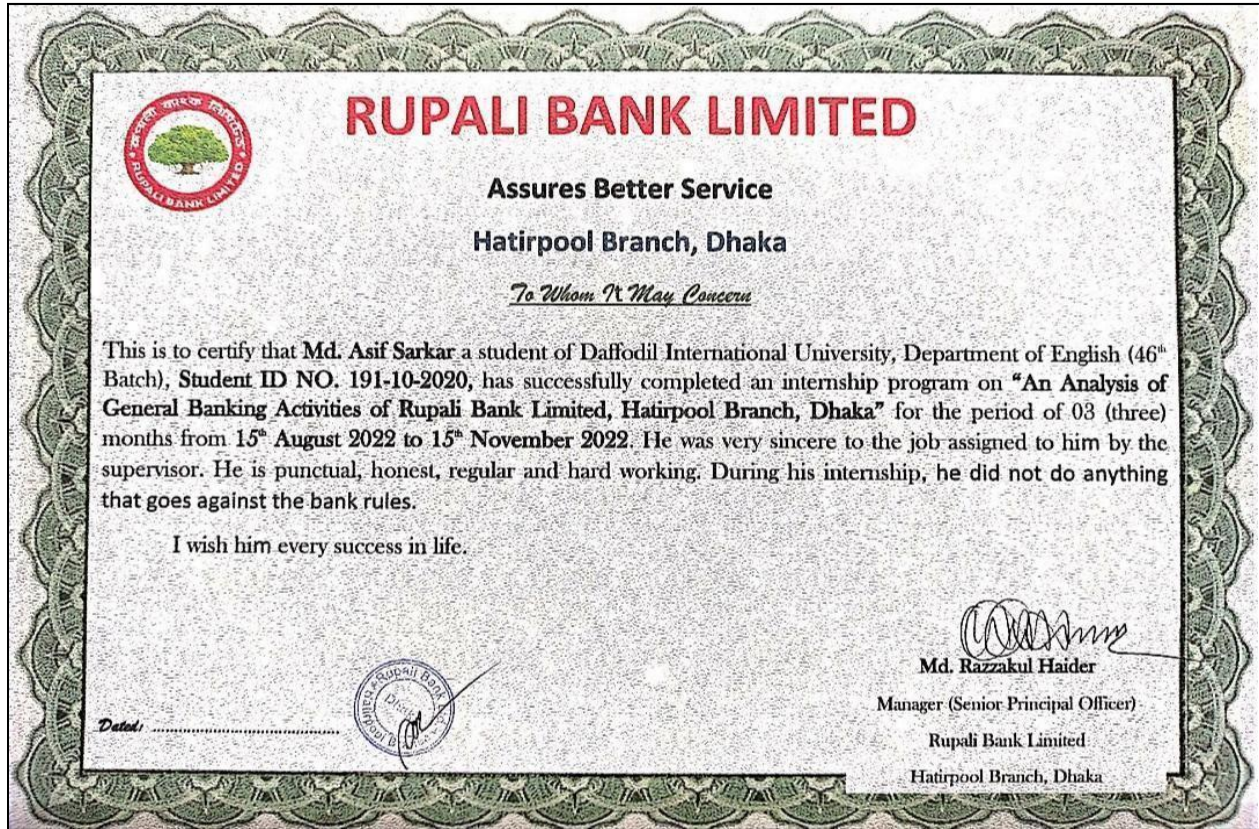 RUPALI BANK LIMITED
RUPALI BANK LIMITED
Assures Better Service
Hatirpool Branch, Dhaka
To Whom It May Concern
This is to certify that Md. Asif Sarkar a student of Daffodil International University, Department of English (46th
Batch), Student ID NO. 191-10-2020, has successfully completed an internship program on “An Analysis of
General Banking Activities of Rupali Bank Limited, Hatirpool Branch, Dhaka” for the period of 03 (three)
months from 15th August 2022 to 15th November 2022. He was very sincere to the job assigned to him by the
supervisor. He is punctual, honest, regular and hard working. During his internship, he did not do anything
that goes against the bank rules.
I wish him every success in life.
Md. Razzakul Haider
Manager (Senior Principal Officer)
Rupali Bank Limited
Hatirpool Branch, Dhaka
Dated: ..........................................
Rupali Bank
Hatirpool